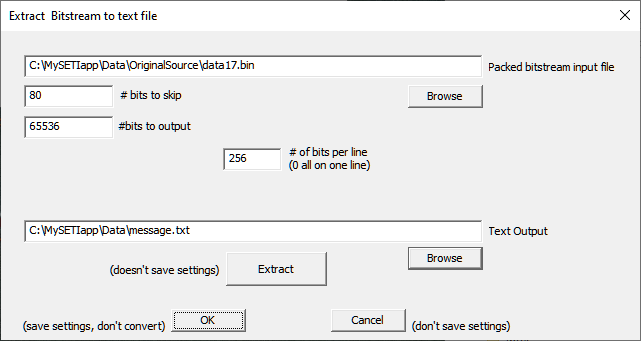 Extract Bitstream to text file
C:\MySETIapp\Data\OriginalSource\data17.bin
Packed bitstream input file
80
# bits to skip
Browse
65536
#bits to output
256
# of bits per line
(0 all on one line)
C:\MySETIapp\Data\message.txt
Text Output
Browse
(doesn't save settings)
Extract
(save settings, don't convert)
OK
Cancel
(don't save settings)